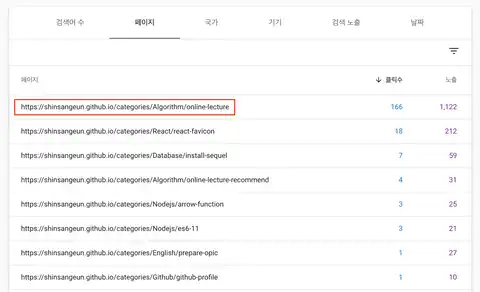 검색어 수 페이지 국가 기기 검색 노출 날짜
페이지 클릭수 노출
https://shinsangeun.github.io/categories/Algorithm/online-lecture 166 1,122
https://shinsangeun.github.io/categories/React/react-favicon 18 212
https://shinsangeun.github.io/categories/Database/install-sequel 7 59
https://shinsangeun.github.io/categories/Algorithm/online-lecture-recommend 4 31
https://shinsangeun.github.io/categories/Nodejs/arrow-function 3 25
https://shinsangeun.github.io/categories/Nodejs/es6-11 3 21
https://shinsangeun.github.io/categories/English/prepare-opic 1 27
https://shinsangeun.github.io/categories/Github/github-profile 1 10